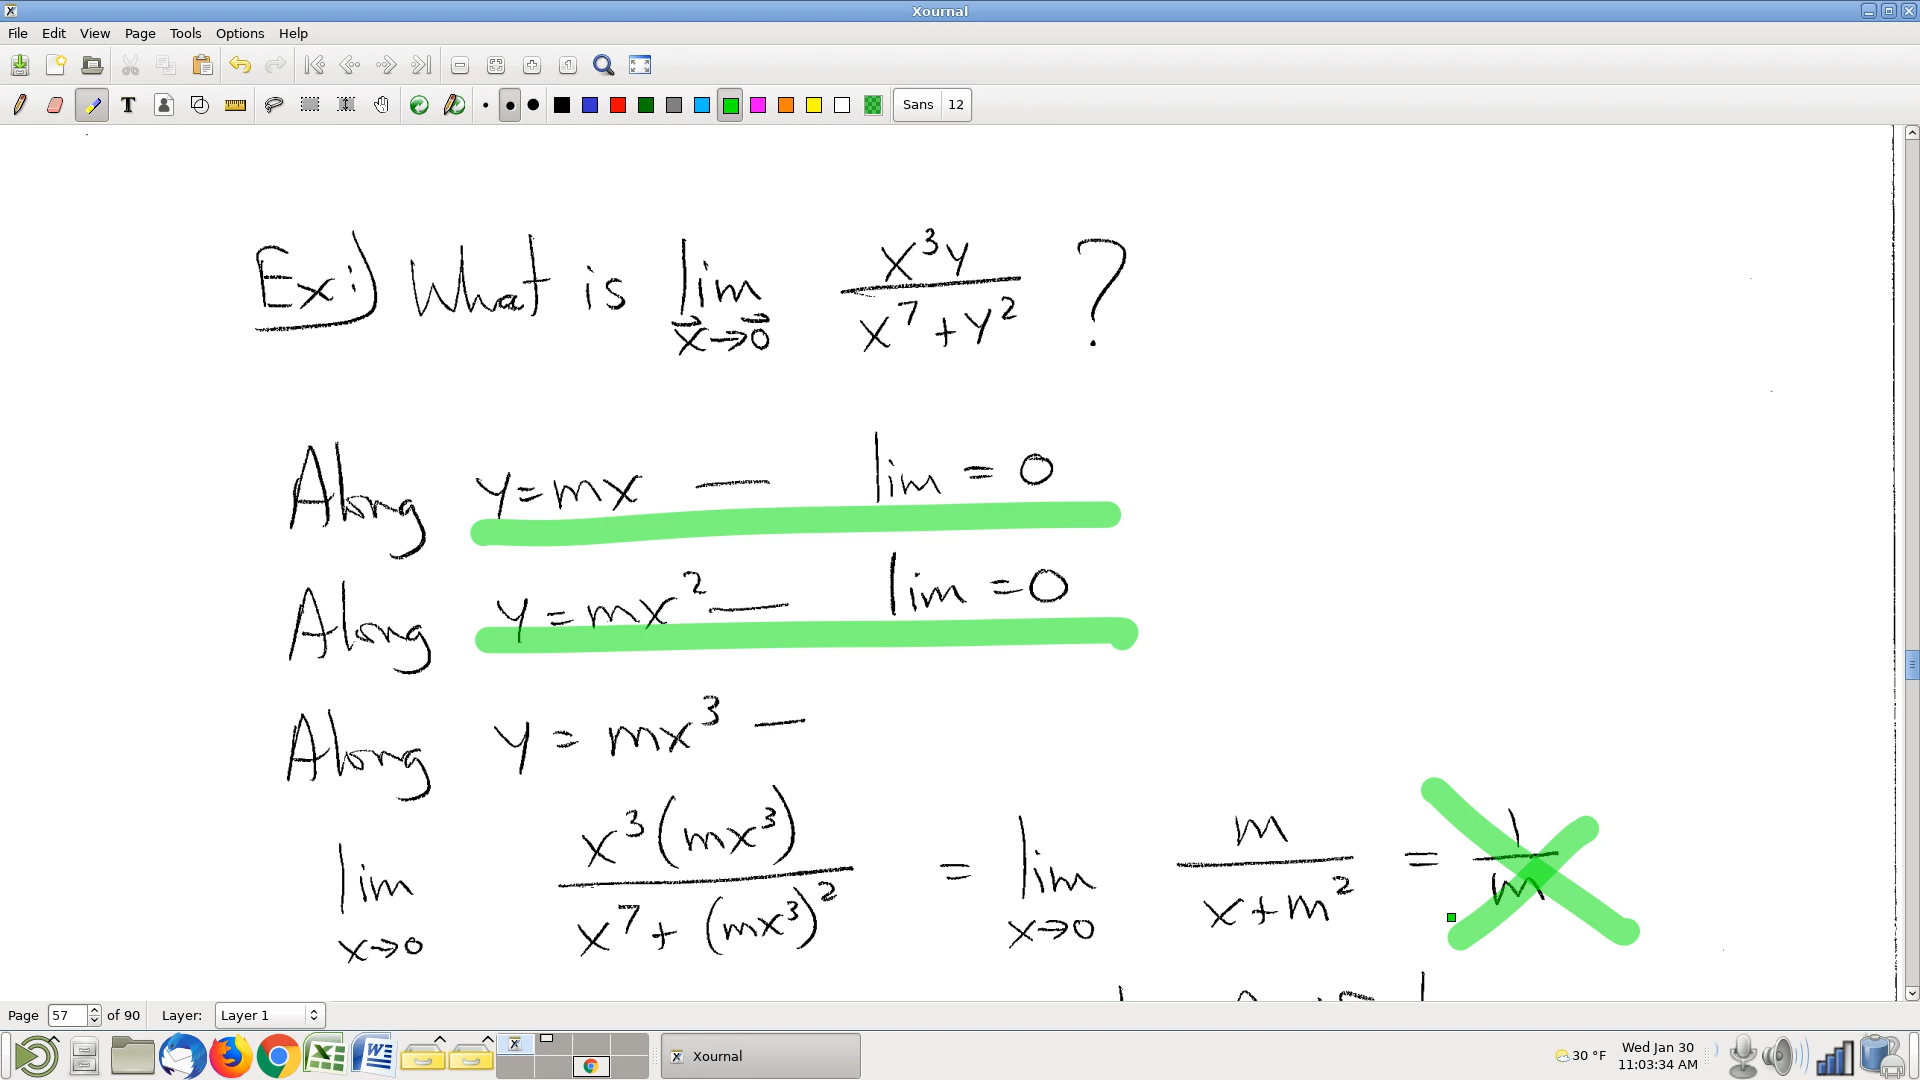 Xournal
File Edit View Page Tools Options Help
Sans 12
Ex:) What is lim x⃗→0⃗ x³y / x⁷+y² ?
Along y=mx — lim = 0
Along y=mx² — lim =0
Along y = mx³ —
lim x→0 x³(mx³) / x⁷+(mx³)² = lim x→0 m / x+m² = 1/m
Page 57 of 90 Layer: Layer 1
Xournal
30 °F
Wed Jan 30
11:03:34 AM